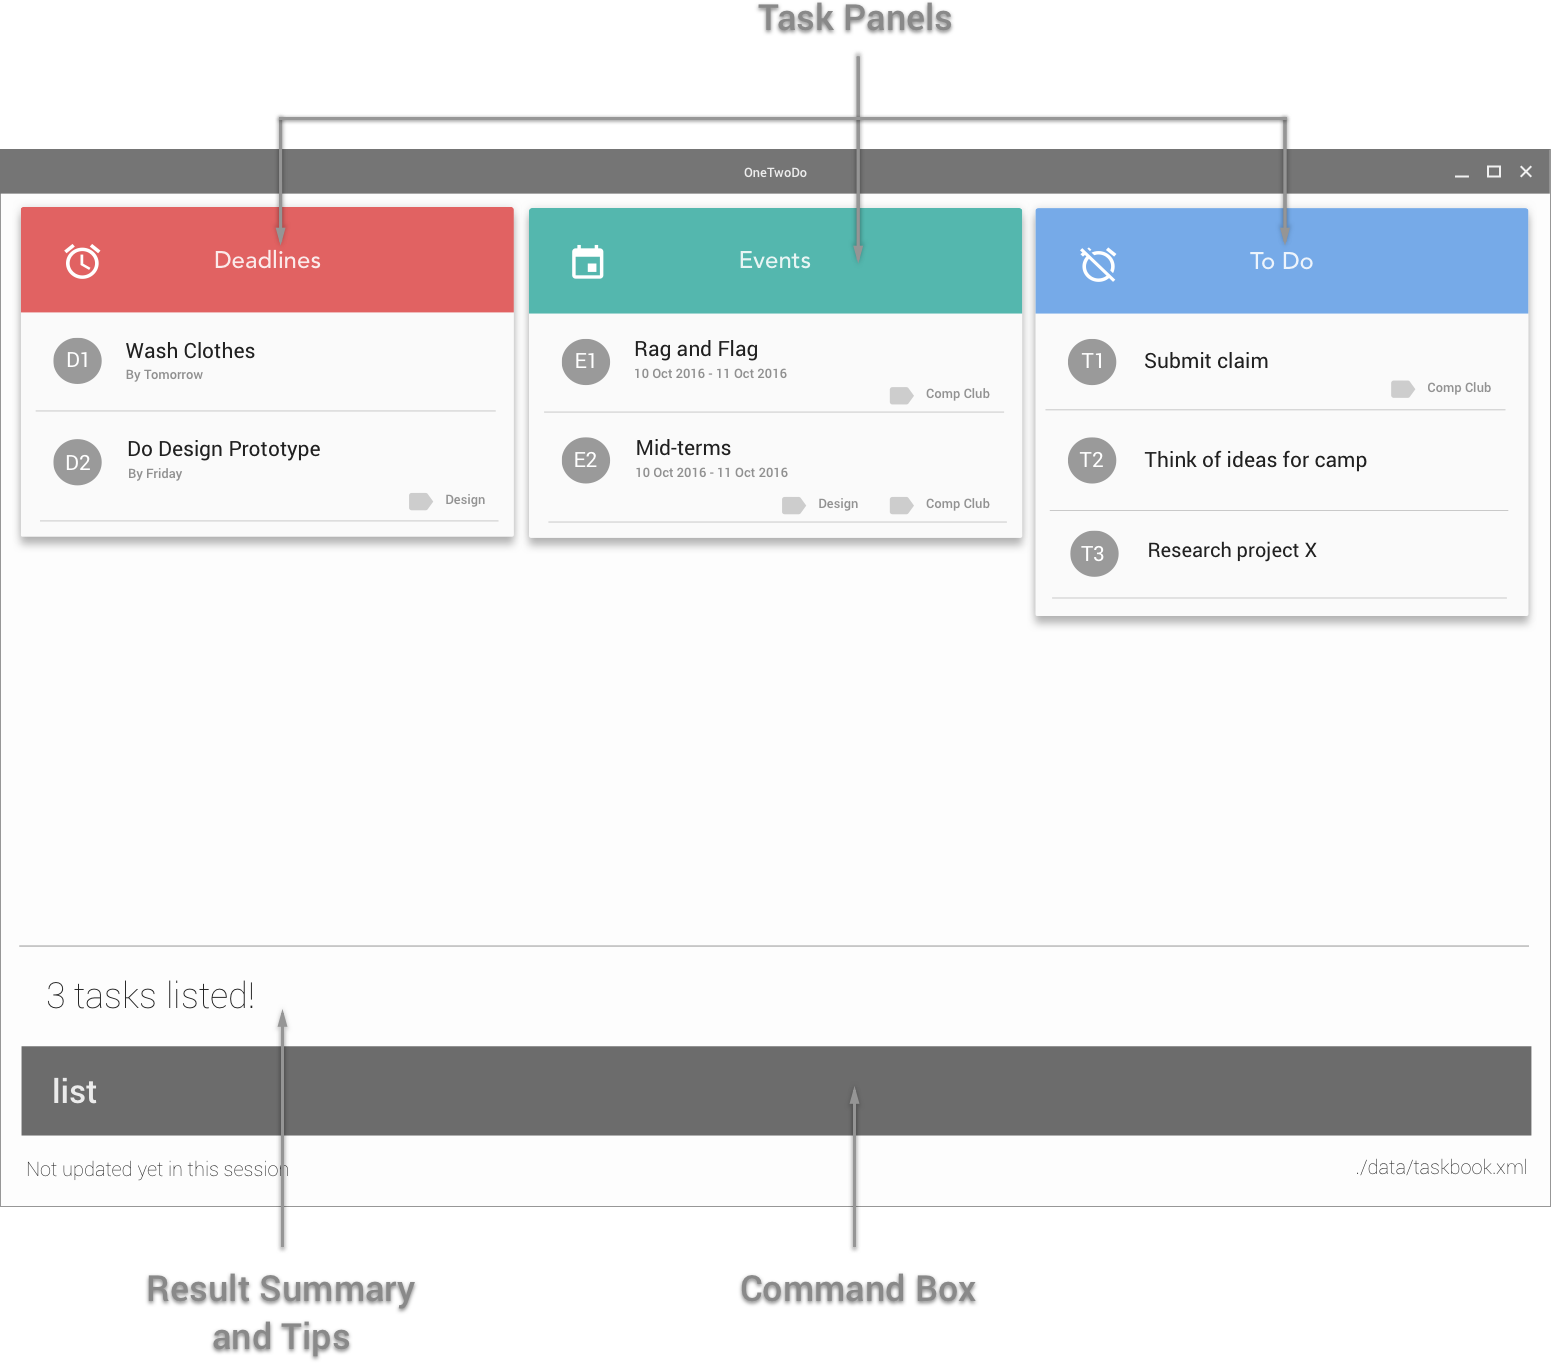 Task Panels
OneTwoDo
Deadlines
D1
Wash Clothes
By Tomorrow
D2
Do Design Prototype
By Friday
Design
Events
E1
Rag and Flag
10 Oct 2016 - 11 Oct 2016
Comp Club
E2
Mid-terms
10 Oct 2016 - 11 Oct 2016
Design
Comp Club
To Do
T1
Submit claim
Comp Club
T2
Think of ideas for camp
T3
Research project X
3 tasks listed!
list
Not updated yet in this session
./data/taskbook.xml
Result Summary
and Tips
Command Box